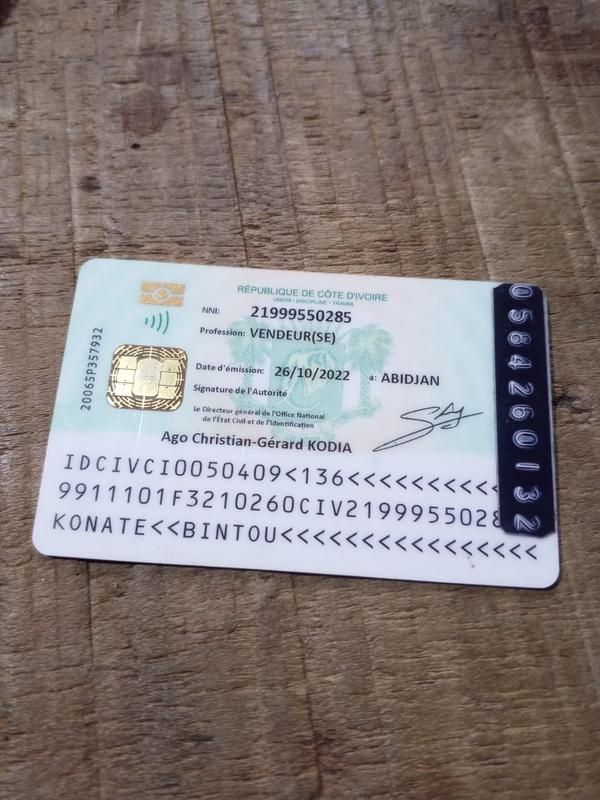 RÉPUBLIQUE DE CÔTE D'IVOIRE
UNION - DISCIPLINE - TRAVAIL
NNI: 21999550285
Profession: VENDEUR(SE)
Date d'émission: 26/10/2022 à: ABIDJAN
Signature de l'Autorité
Le Directeur général de l'Office National
de l'État Civil et de l'Identification
Ago Christian-Gérard KODIA
20065P357932
IDCIVCI0050409<136<<<<<<<<<<
9911101F3210260CIV2199955028
KONATE<<BINTOU<<<<<<<<<<<<<<<<
0584260132